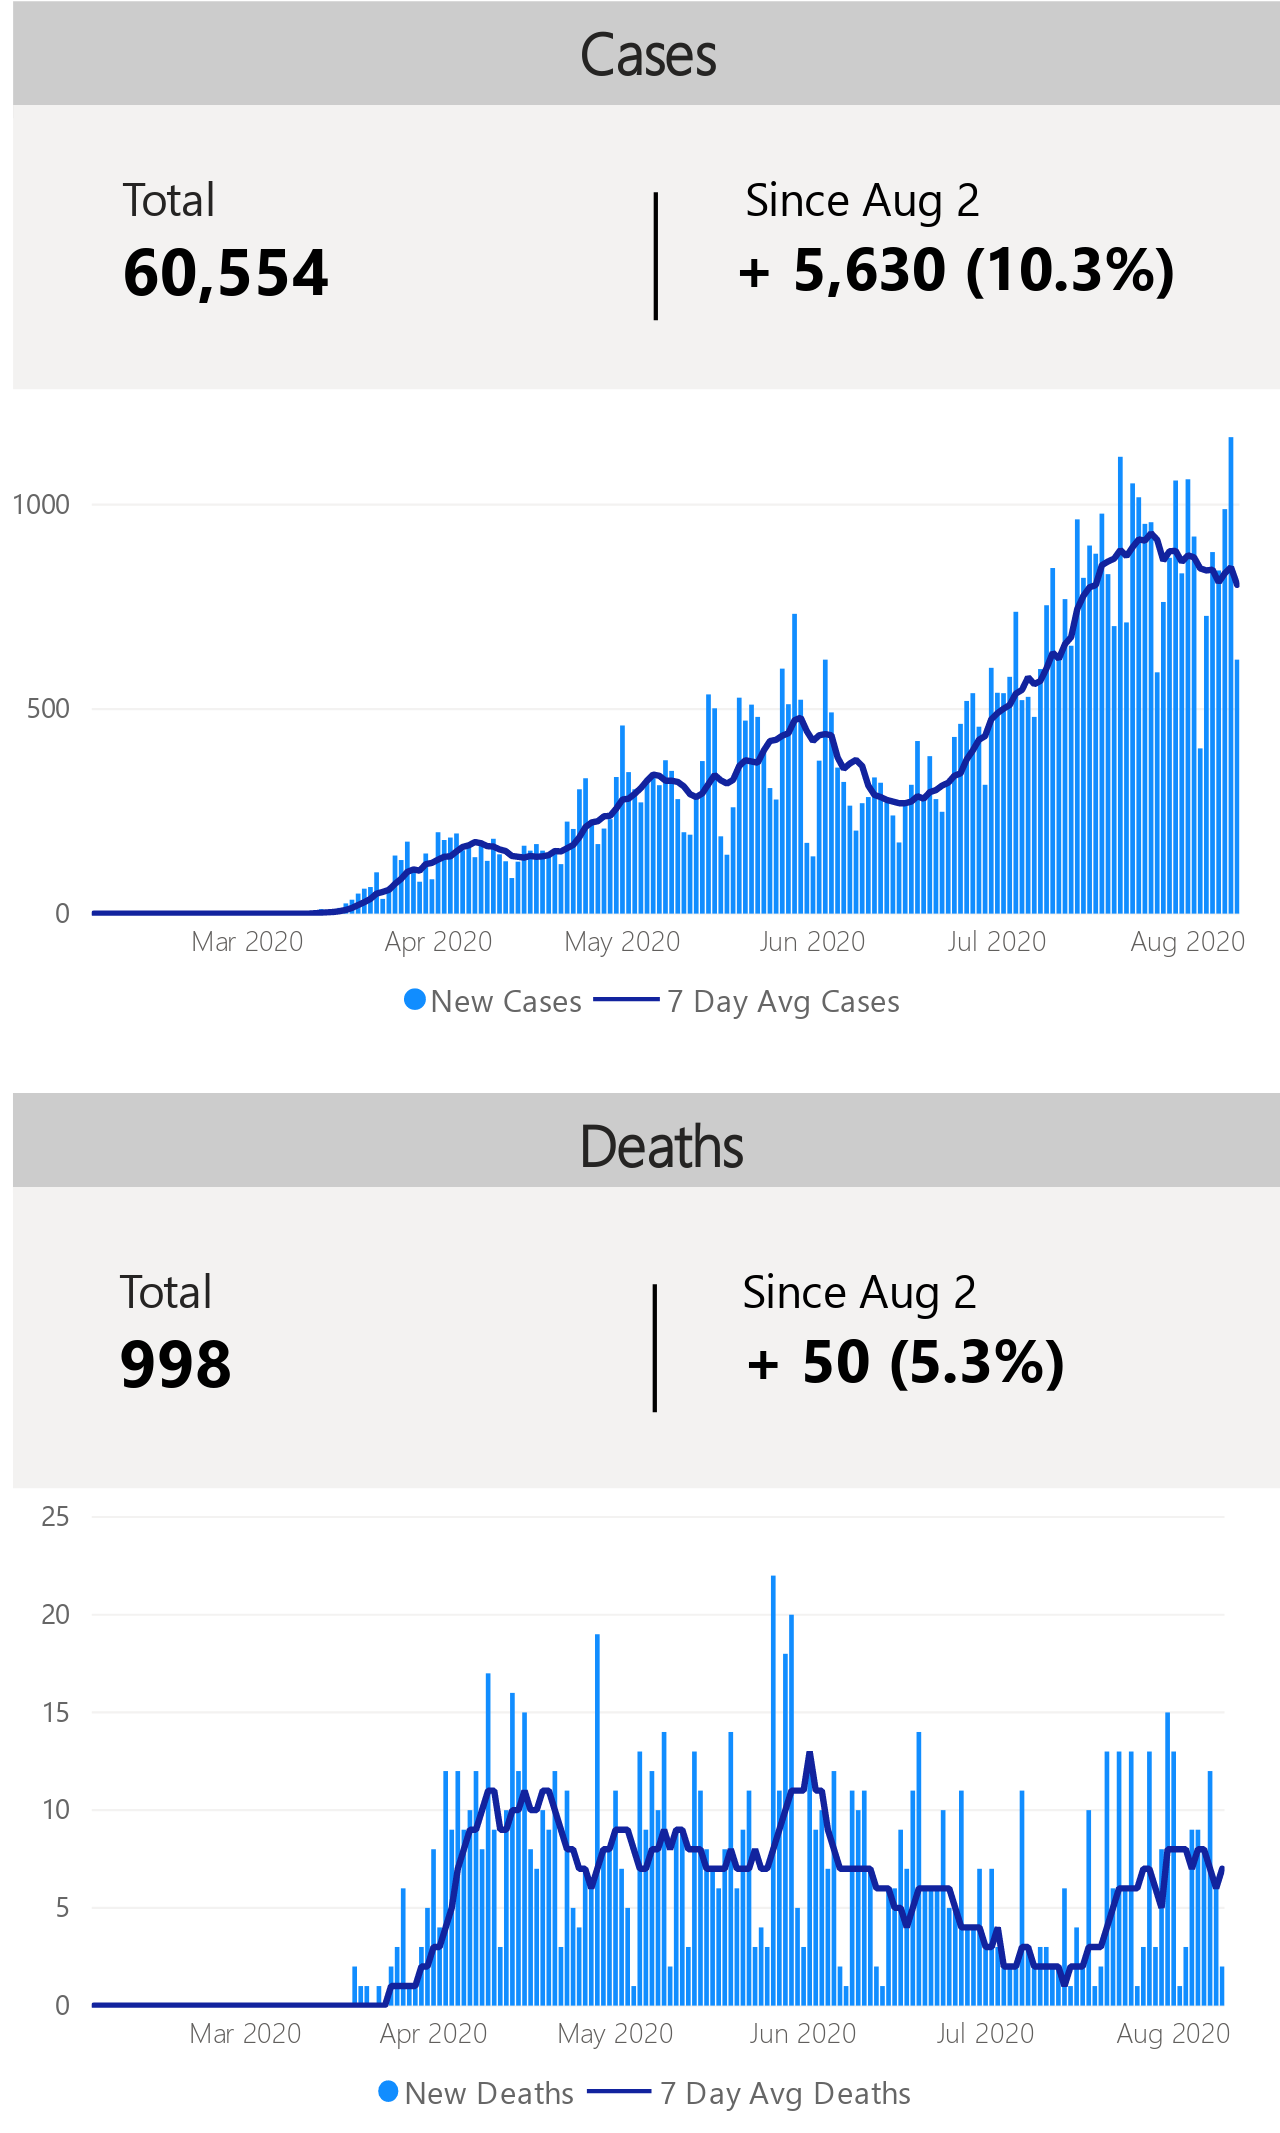 Cases
Total
Since Aug 2
60,554
+ 5,630 (10.3%)
1000
500
0
Mar 2020 Apr 2020 May 2020 Jun 2020 Jul 2020 Aug 2020
New Cases 7 Day Avg Cases
Deaths
Total
Since Aug 2
998
+ 50 (5.3%)
25
20
15
10
5
0
Mar 2020 Apr 2020 May 2020 Jun 2020 Jul 2020 Aug 2020
New Deaths 7 Day Avg Deaths